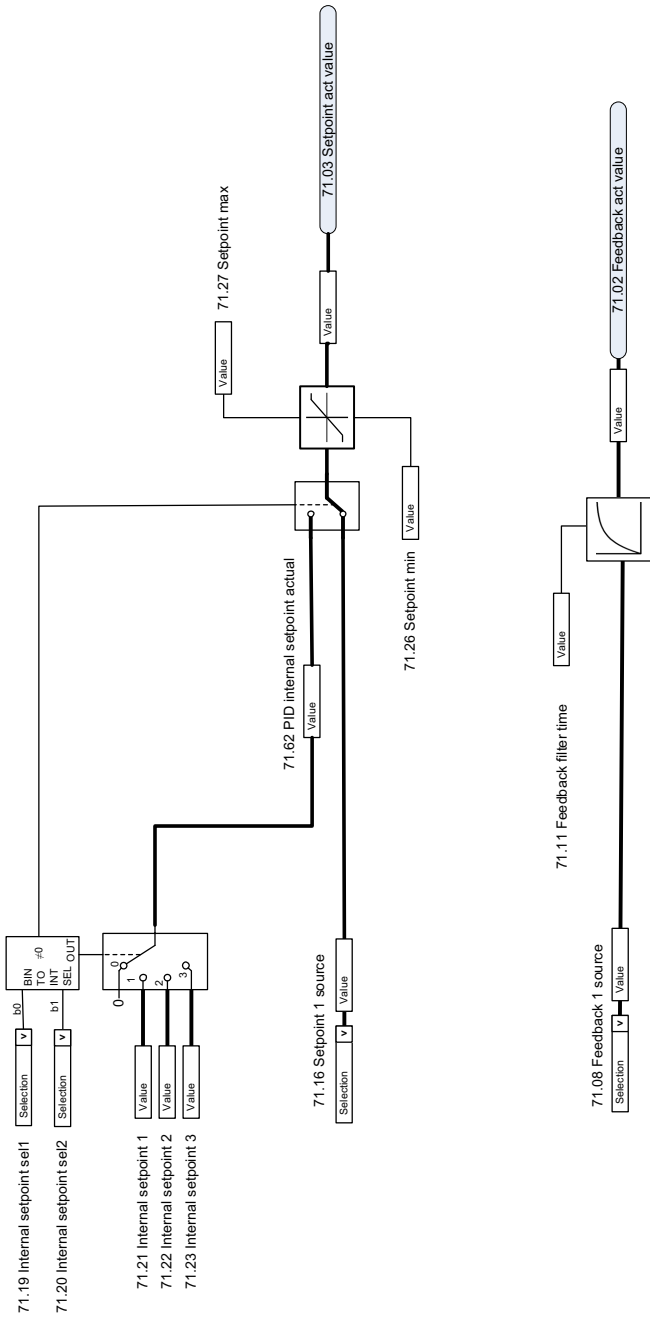 71.19 Internal setpoint sel1
Selection
v
b0
71.20 Internal setpoint sel2
Selection
v
b1
BIN
TO
INT
SEL
≠0
OUT
0
0
1
2
3
71.21 Internal setpoint 1
Value
71.22 Internal setpoint 2
Value
71.23 Internal setpoint 3
Value
71.62 PID internal setpoint actual
Value
71.16 Setpoint 1 source
Selection
v
Value
71.27 Setpoint max
Value
71.26 Setpoint min
Value
Value
71.03 Setpoint act value
71.11 Feedback filter time
Value
71.08 Feedback 1 source
Selection
v
Value
Value
71.02 Feedback act value